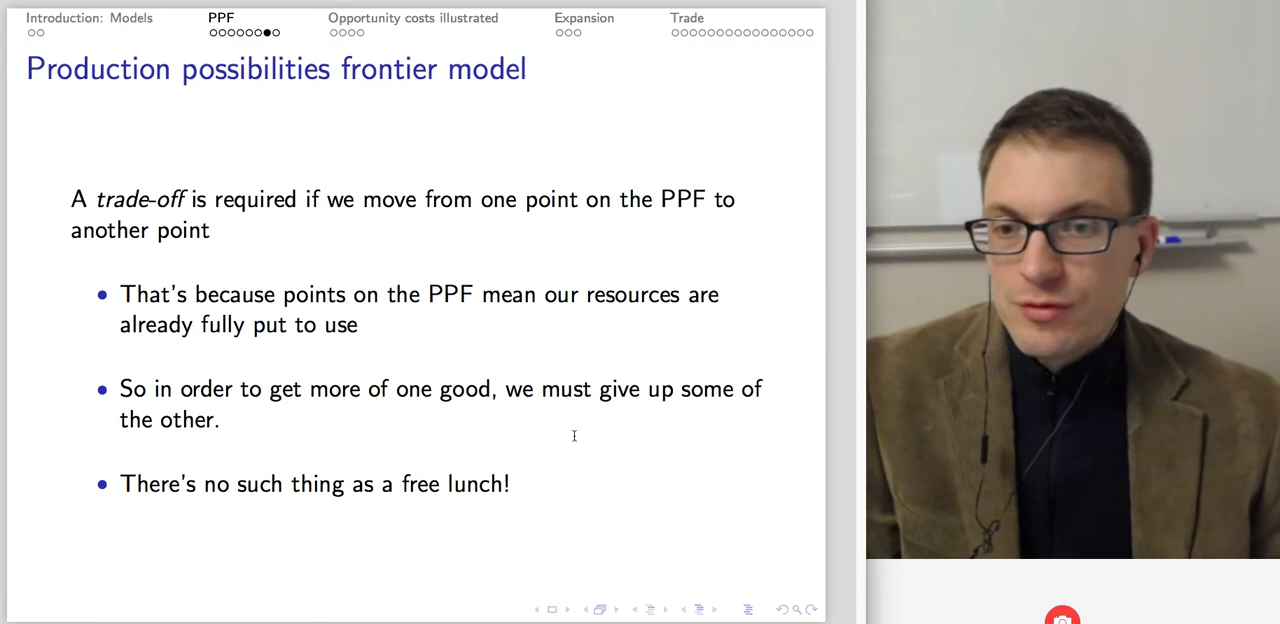 Introduction: Models PPF Opportunity costs illustrated Expansion Trade
Production possibilities frontier model
A trade-off is required if we move from one point on the PPF to
another point
That's because points on the PPF mean our resources are
already fully put to use
So in order to get more of one good, we must give up some of
the other.
There's no such thing as a free lunch!